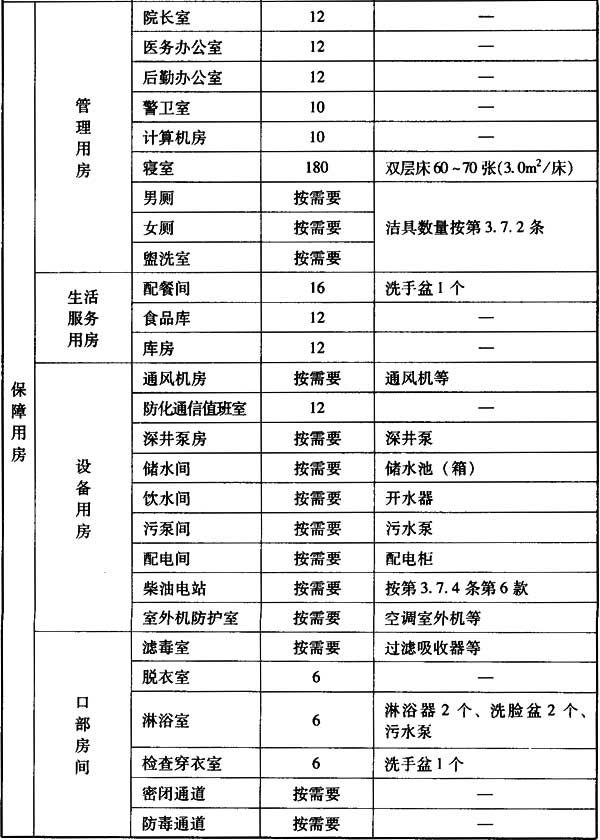 保障用房
管理用房
院长室 12 —
医务办公室 12 —
后勤办公室 12 —
警卫室 10 —
计算机房 10 —
寝室 180 双层床60~70张(3.0m²/床)
男厕 按需要
女厕 按需要 洁具数量按第3.7.2条
盥洗室 按需要
生活服务用房
配餐间 16 洗手盆1个
食品库 12 —
库房 12 —
设备用房
通风机房 按需要 通风机等
防化通信值班室 12 —
深井泵房 按需要 深井泵
储水间 按需要 储水池（箱）
饮水间 按需要 开水器
污泵间 按需要 污水泵
配电间 按需要 配电柜
柴油电站 按需要 按第3.7.4条第6款
室外机防护室 按需要 空调室外机等
口部房间
滤毒室 按需要 过滤吸收器等
脱衣室 6 —
淋浴室 6 淋浴器2个、洗脸盆2个、
污水泵
检查穿衣室 6 洗手盆1个
密闭通道 按需要 —
防毒通道 按需要 —